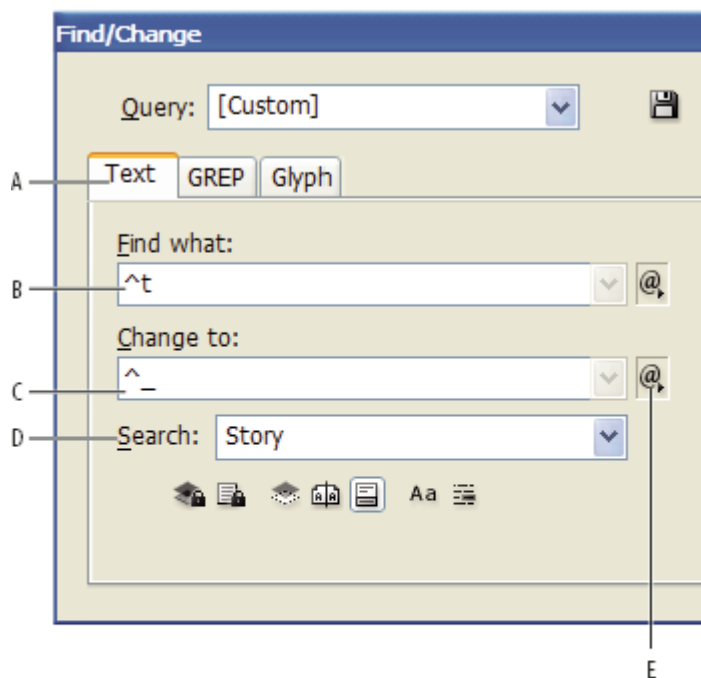 Find/Change
Query: [Custom]
A Text GREP Glyph
Find what:
B ^t @
Change to:
C ^_ @
D Search: Story
Aa
E